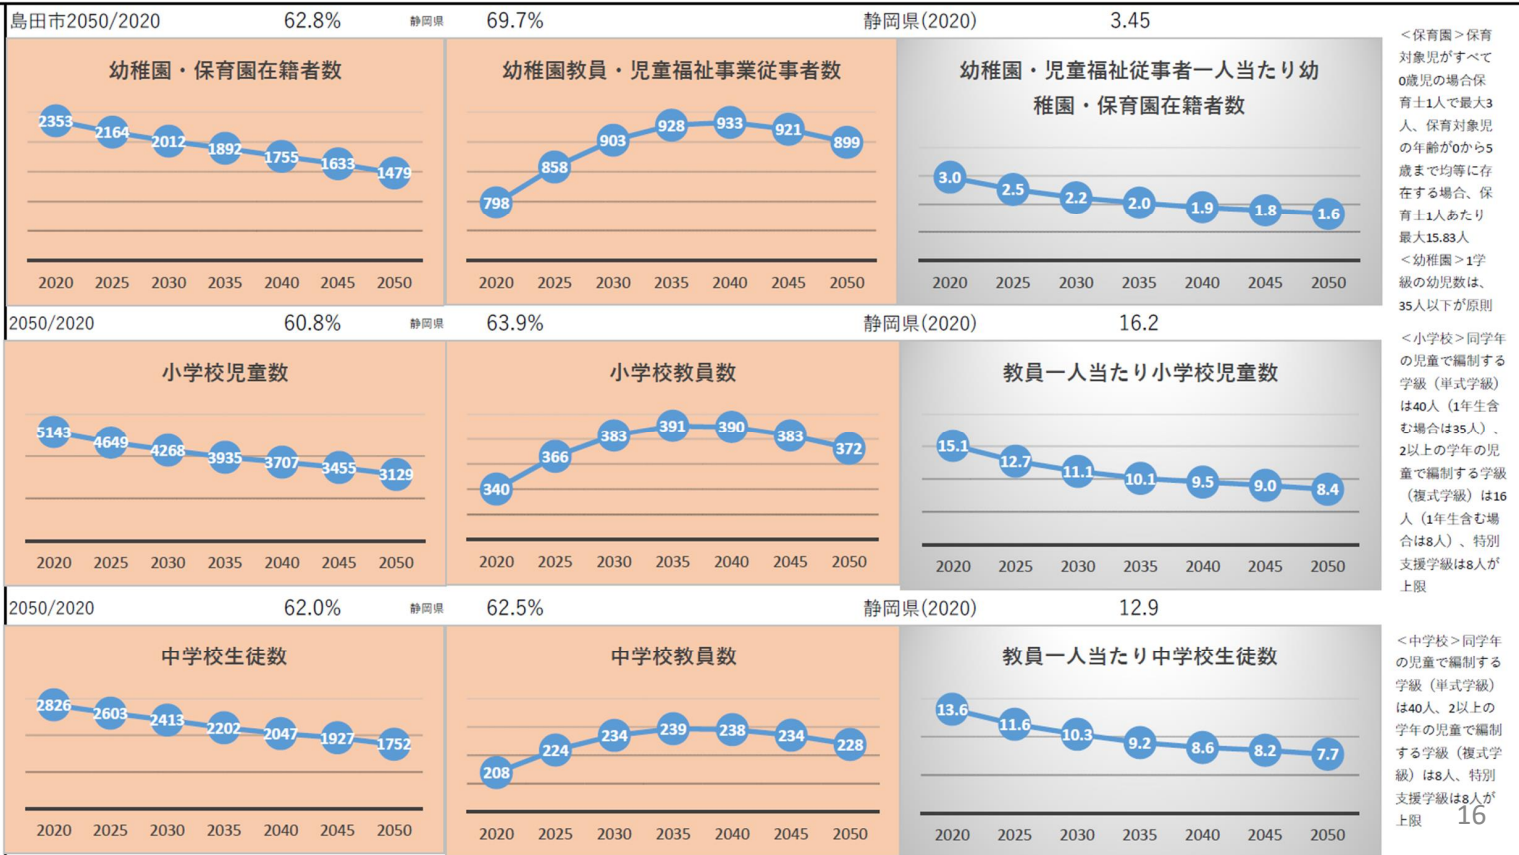 島田市2050/2020 62.8% 静岡県 69.7% 静岡県(2020) 3.45
幼稚園・保育園在籍者数
2353 2164 2012 1892 1755 1633 1479
2020 2025 2030 2035 2040 2045 2050
幼稚園教員・児童福祉事業従事者数
798 858 903 928 933 921 899
2020 2025 2030 2035 2040 2045 2050
幼稚園・児童福祉従事者一人当たり幼
稚園・保育園在籍者数
3.0 2.5 2.2 2.0 1.9 1.8 1.6
2020 2025 2030 2035 2040 2045 2050
＜保育園＞保育
対象児がすべて
0歳児の場合保
育士1人で最大3
人、保育対象児
の年齢が0から5
歳まで均等に存
在する場合、保
育士1人あたり
最大15.83人
＜幼稚園＞1学
級の幼児数は、
35人以下が原則
2050/2020 60.8% 静岡県 63.9% 静岡県(2020) 16.2
小学校児童数
5143 4649 4268 3935 3707 3455 3129
2020 2025 2030 2035 2040 2045 2050
小学校教員数
340 366 383 391 390 383 372
2020 2025 2030 2035 2040 2045 2050
教員一人当たり小学校児童数
15.1 12.7 11.1 10.1 9.5 9.0 8.4
2020 2025 2030 2035 2040 2045 2050
＜小学校＞同学年
の児童で編制する
学級（単式学級）
は40人（1年生含
む場合は35人）、
2以上の学年の児
童で編制する学級
（複式学級）は16
人（1年生含む場
合は8人）、特別
支援学級は8人が
上限
2050/2020 62.0% 静岡県 62.5% 静岡県(2020) 12.9
中学校生徒数
2826 2603 2413 2202 2047 1927 1752
2020 2025 2030 2035 2040 2045 2050
中学校教員数
208 224 234 239 238 234 228
2020 2025 2030 2035 2040 2045 2050
教員一人当たり中学校生徒数
13.6 11.6 10.3 9.2 8.6 8.2 7.7
2020 2025 2030 2035 2040 2045 2050
＜中学校＞同学年
の児童で編制する
学級（単式学級）
は40人、2以上の
学年の児童で編制
する学級（複式学
級）は8人、特別
支援学級は8人が
上限
16